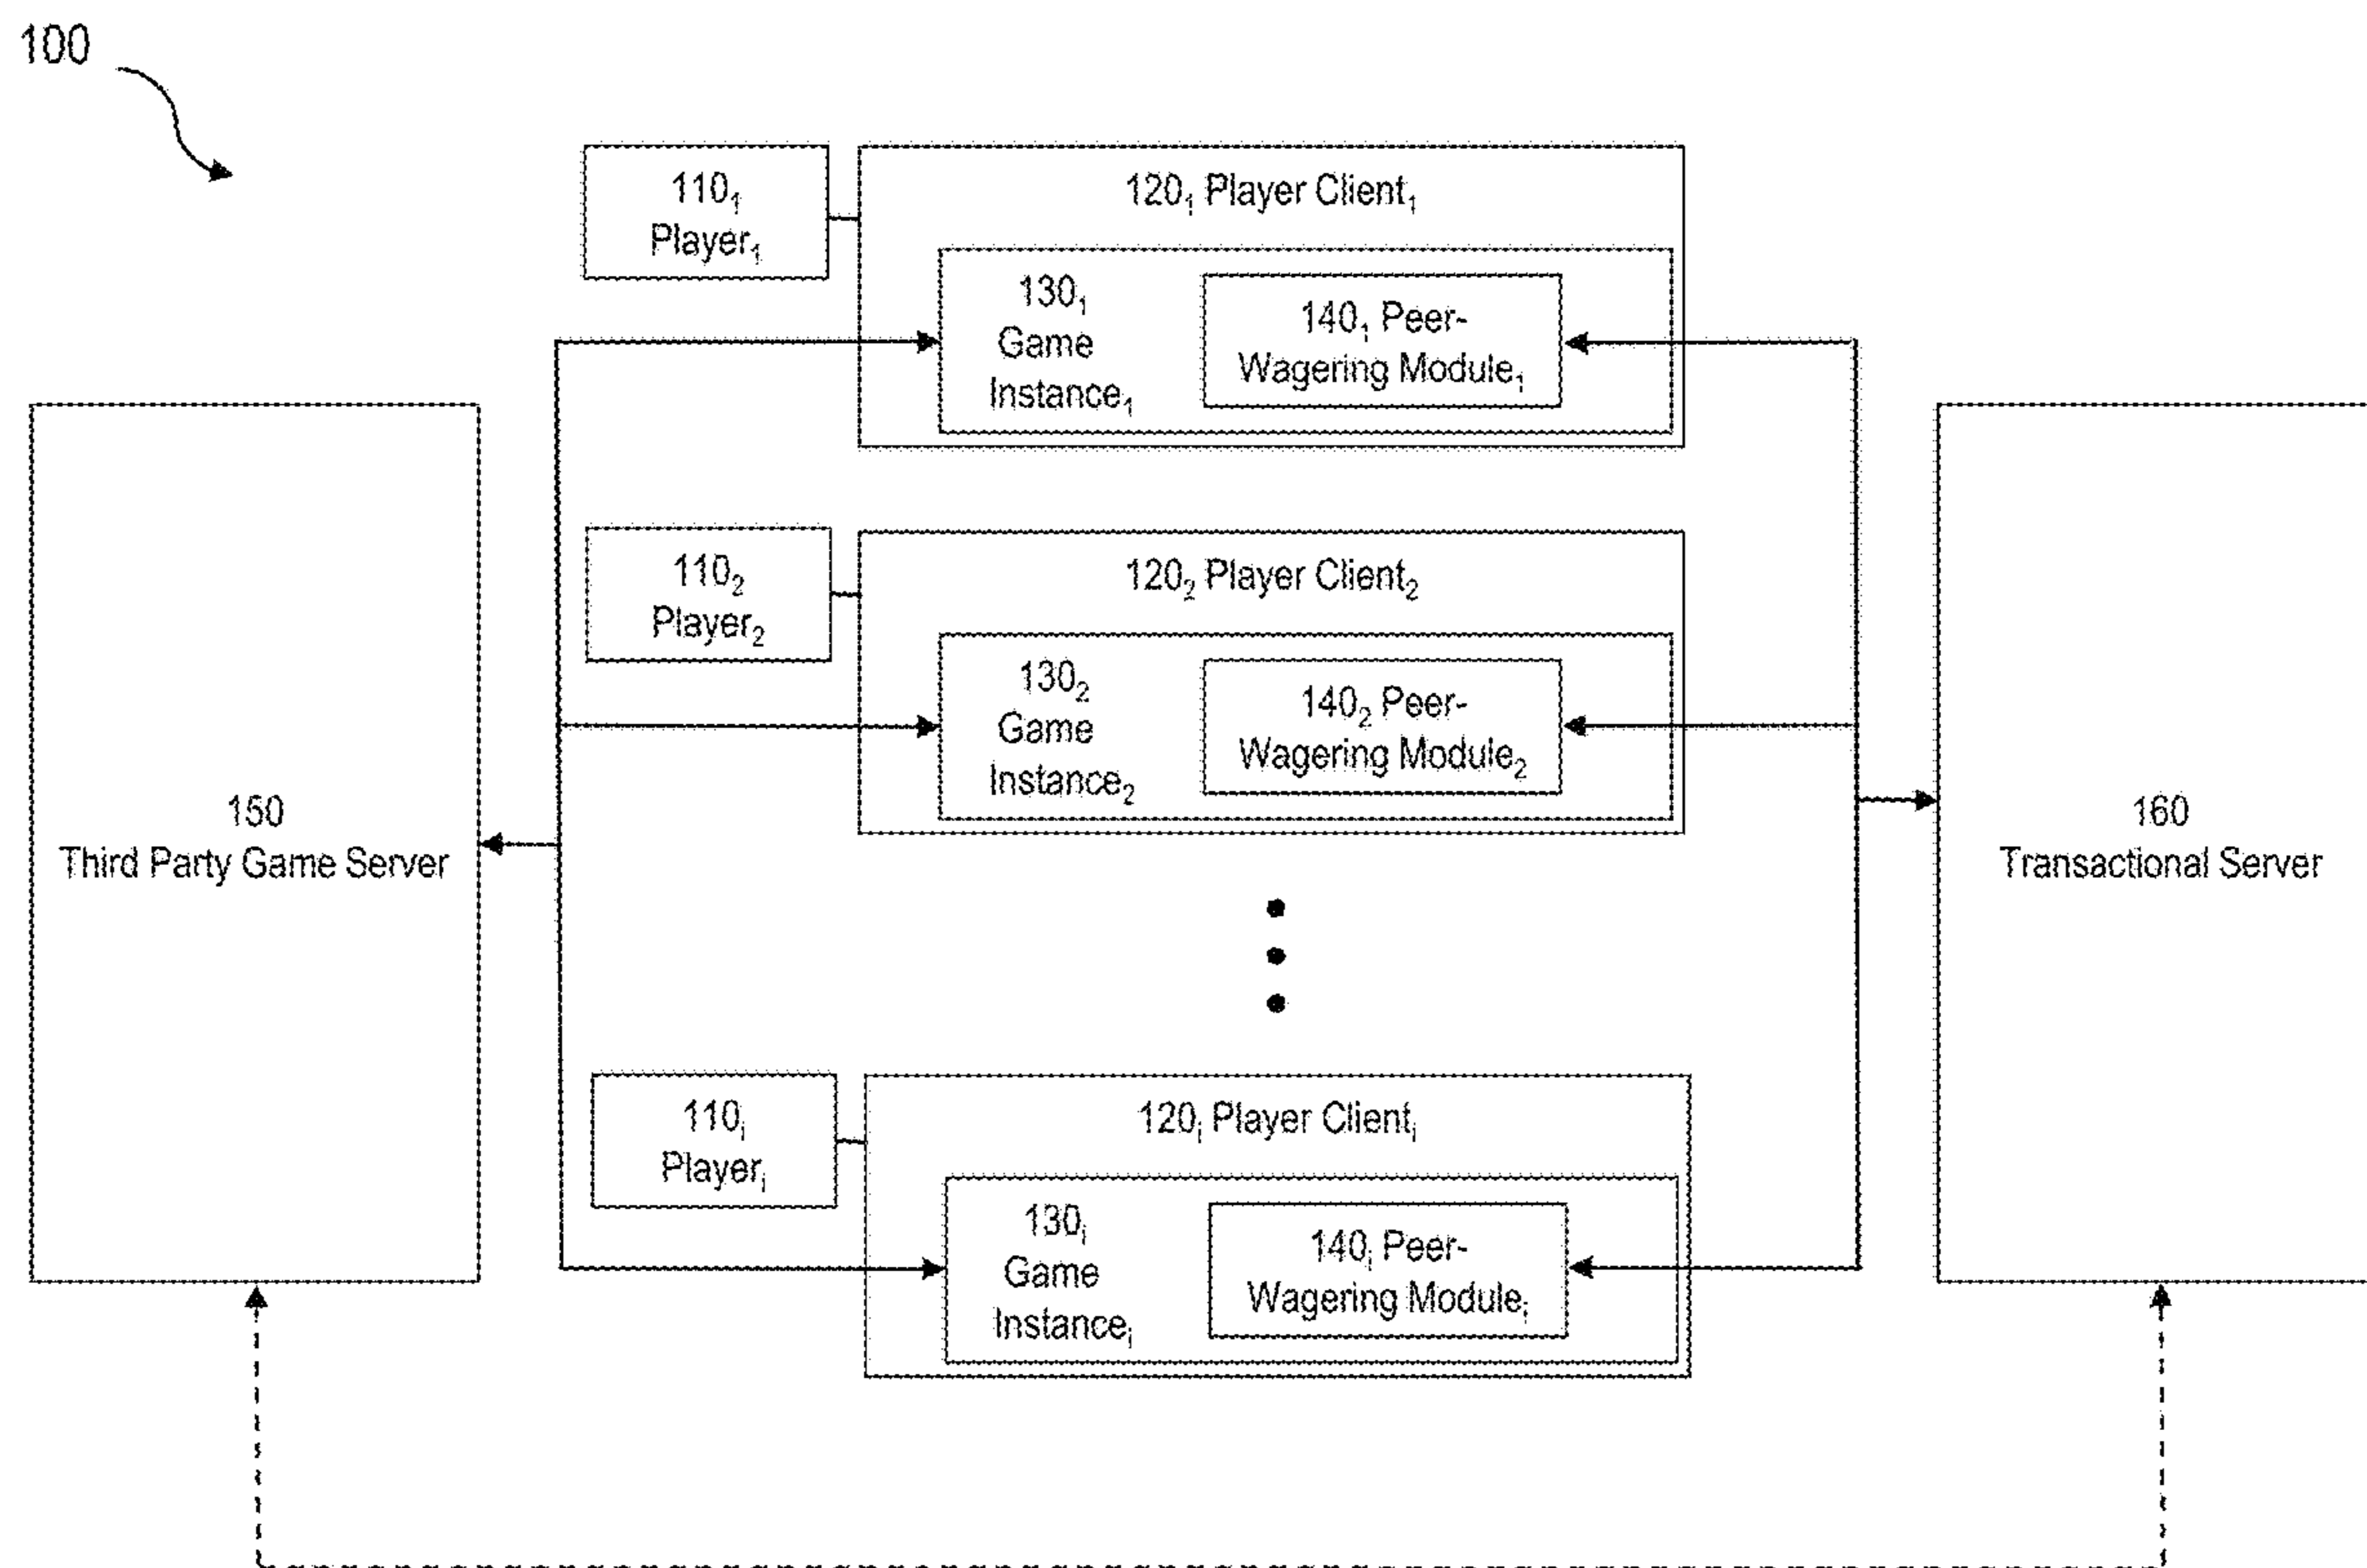 100
110₁
Player₁
120₁ Player Client₁
130₁
Game
Instance₁
140₁ Peer-
Wagering Module₁
110₂
Player₂
120₂ Player Client₂
130₂
Game
Instance₂
140₂ Peer-
Wagering Module₂
150
Third Party Game Server
160
Transactional Server
110ᵢ
Playerᵢ
120ᵢ Player Clientᵢ
130ᵢ
Game
Instanceᵢ
140ᵢ Peer-
Wagering Moduleᵢ